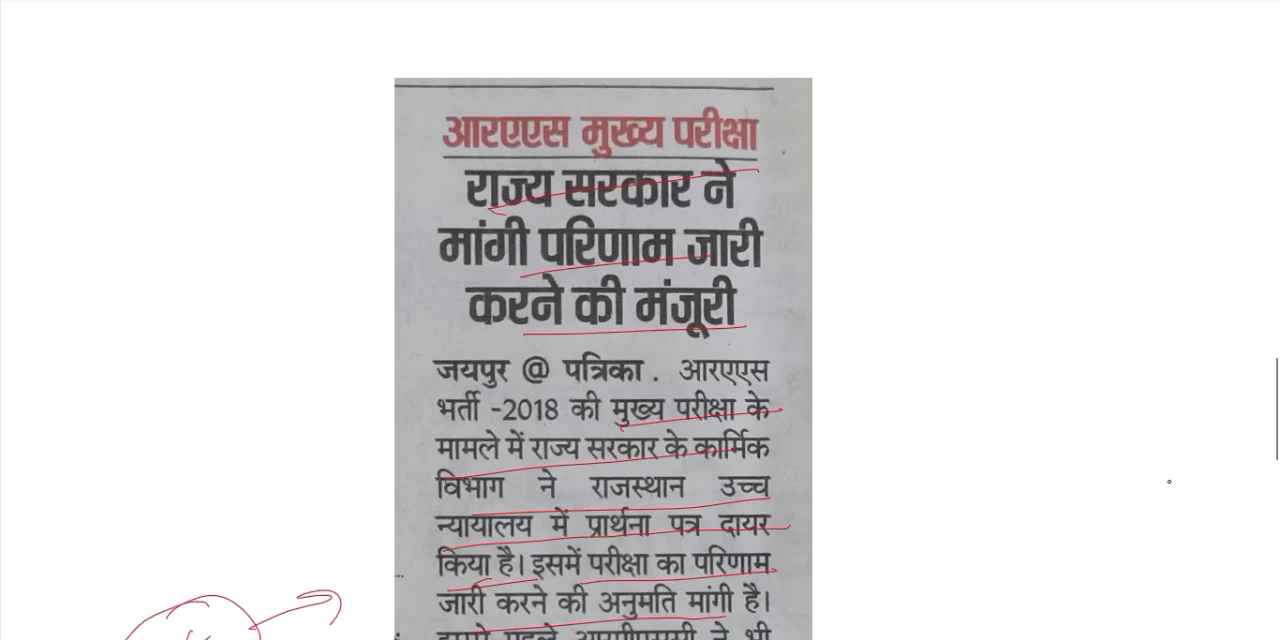 आरएएस मुख्य परीक्षा
राज्य सरकार ने
मांगी परिणाम जारी
करने की मंजूरी
जयपुर @ पत्रिका. आरएएस
भर्ती -2018 की मुख्य परीक्षा के
मामले में राज्य सरकार के कार्मिक
विभाग ने राजस्थान उच्च
न्यायालय में प्रार्थना पत्र दायर
किया है। इसमें परीक्षा का परिणाम
जारी करने की अनुमति मांगी है।